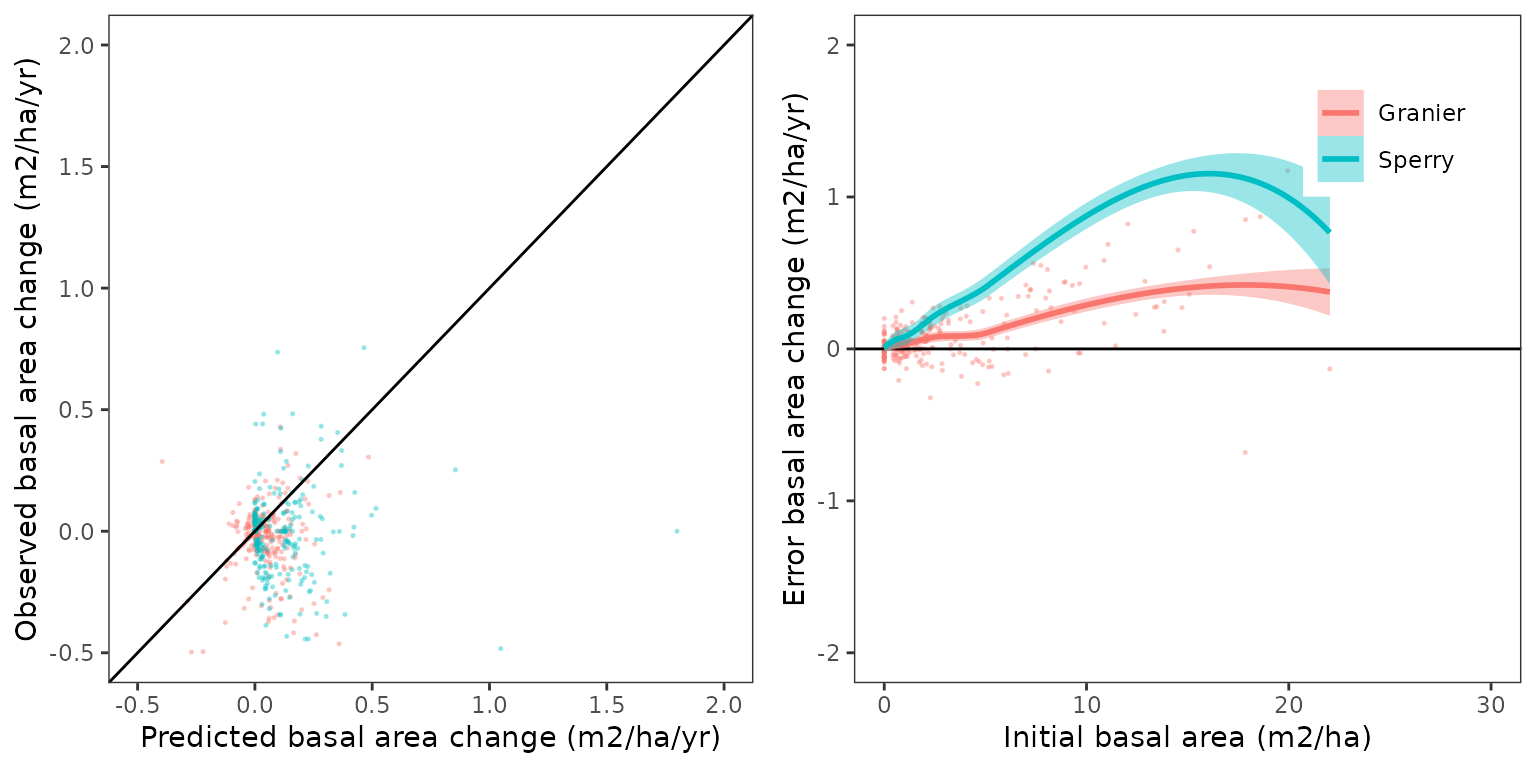 Observed basal area change (m2/ha/yr)
2.0
1.5
1.0
0.5
0.0
-0.5
-0.5 0.0 0.5 1.0 1.5 2.0
Predicted basal area change (m2/ha/yr)
Error basal area change (m2/ha/yr)
2
1
0
-1
-2
0 10 20 30
Initial basal area (m2/ha)
Granier
Sperry